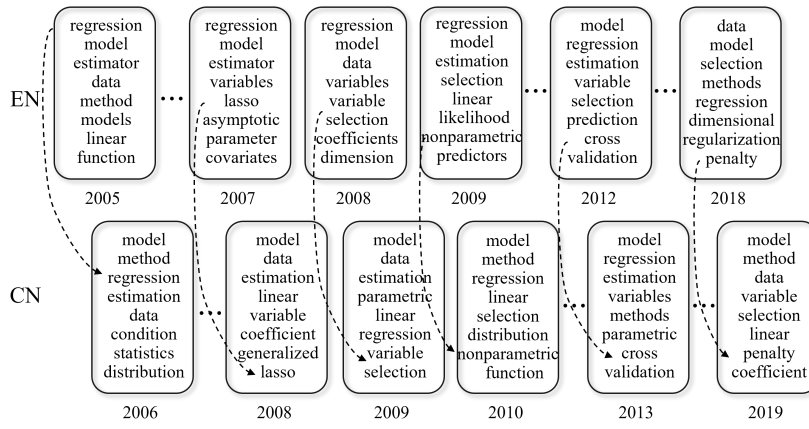 EN
regression
model
estimator
data
method
models
linear
function
2005
...
regression
model
estimator
variables
lasso
asymptotic
parameter
covariates
2007
regression
model
data
variables
variable
selection
coefficients
dimension
2008
regression
model
estimation
selection
linear
likelihood
nonparametric
predictors
2009
...
model
regression
estimation
variable
selection
prediction
cross
validation
2012
...
data
model
selection
methods
regression
dimensional
regularization
penalty
2018
CN
model
method
regression
estimation
data
condition
statistics
distribution
2006
...
model
data
estimation
linear
variable
coefficient
generalized
lasso
2008
model
data
estimation
parametric
linear
regression
variable
selection
2009
model
method
regression
linear
selection
distribution
nonparametric
function
2010
...
model
regression
estimation
variables
methods
parametric
cross
validation
2013
...
model
method
data
variable
selection
linear
penalty
coefficient
2019